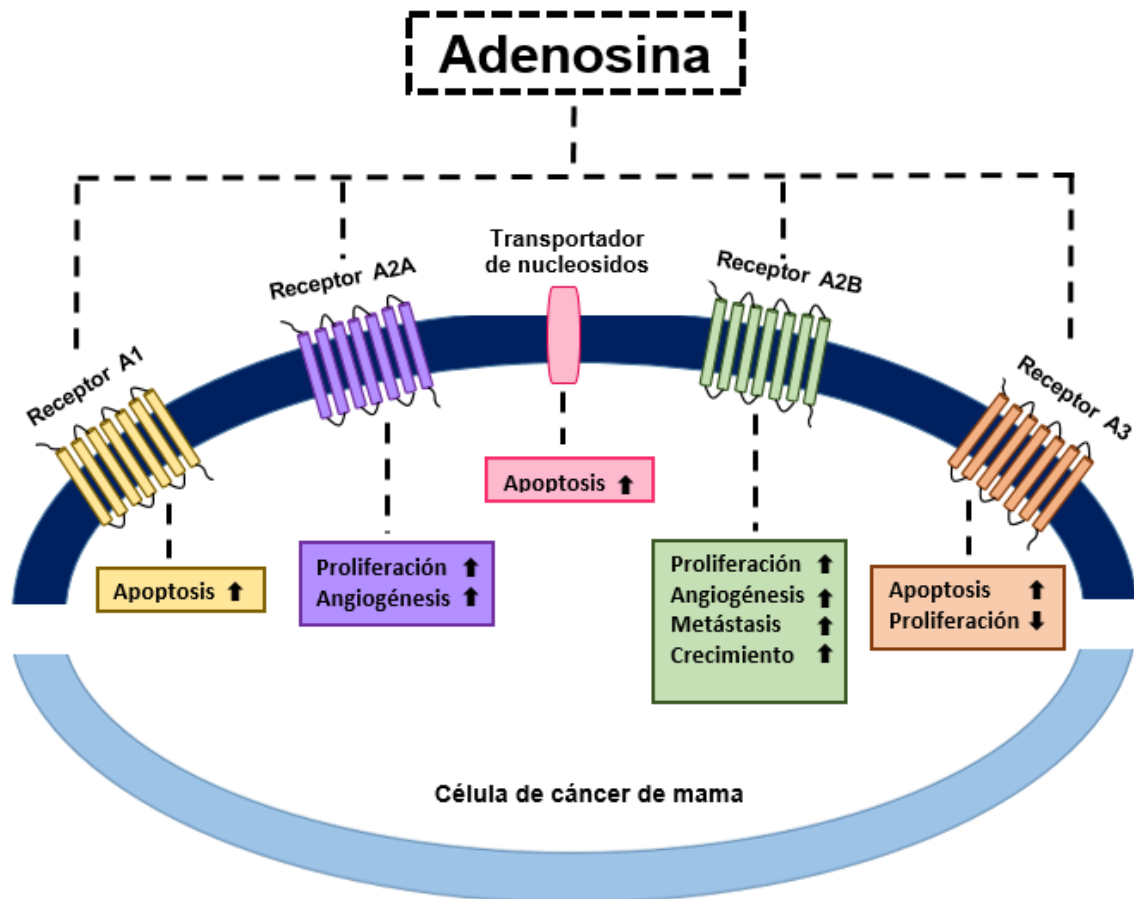 Adenosina
Receptor A1
Receptor A2A
Transportador
de nucleosidos
Receptor A2B
Receptor A3
Apoptosis ⬆
Proliferación ⬆
Angiogénesis ⬆
Apoptosis ⬆
Proliferación ⬆
Angiogénesis ⬆
Metástasis ⬆
Crecimiento ⬆
Apoptosis ⬆
Proliferación ⬇
Célula de cáncer de mama